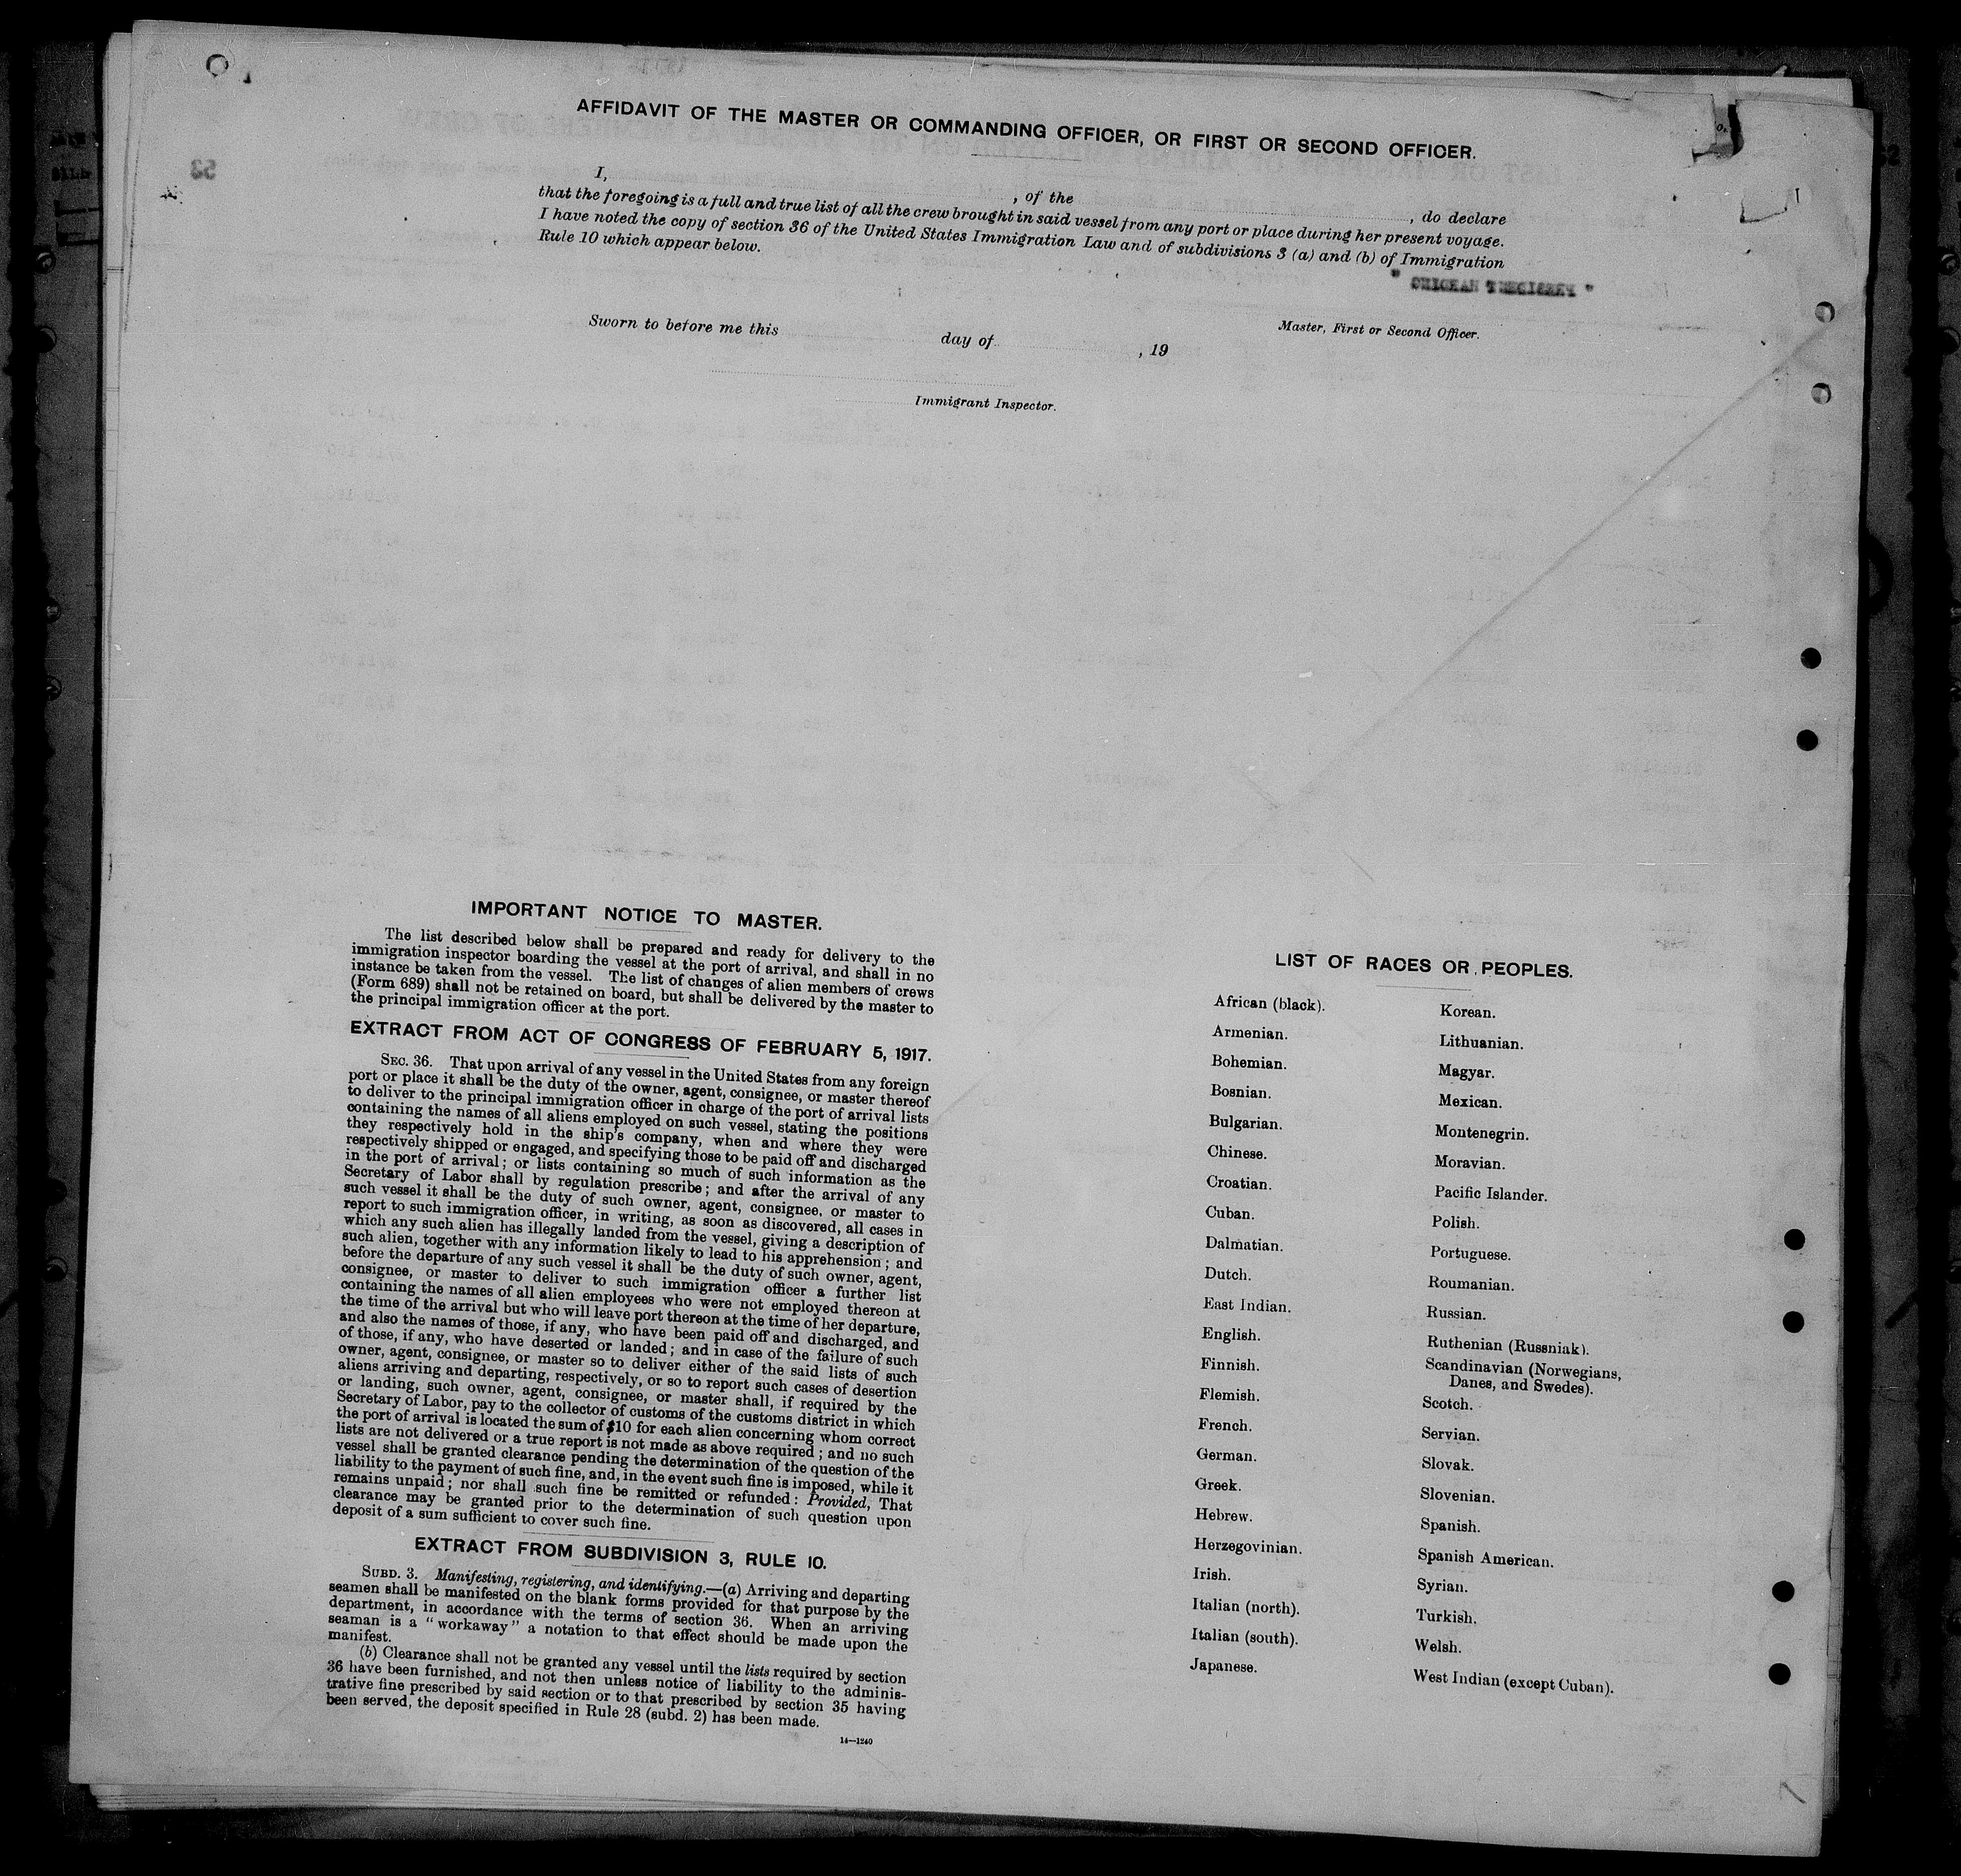 AFFIDAVIT OF THE MASTER OR COMMANDING OFFICER, OR FIRST OR SECOND OFFICER.
I, , of the , do declare
that the foregoing is a full and true list of all the crew brought in said vessel from any port or place during her present voyage.
I have noted the copy of section 36 of the United States Immigration Law and of subdivisions 3 (a) and (b) of Immigration
Rule 10 which appear below.
Master, First or Second Officer.
Sworn to before me this day of , 19
Immigrant Inspector.
IMPORTANT NOTICE TO MASTER.
The list described below shall be prepared and ready for delivery to the
immigration inspector boarding the vessel at the port of arrival, and shall in no
instance be taken from the vessel. The list of changes of alien members of crews
(Form 689) shall not be retained on board, but shall be delivered by the master to
the principal immigration officer at the port.
EXTRACT FROM ACT OF CONGRESS OF FEBRUARY 5, 1917.
SEC. 36. That upon arrival of any vessel in the United States from any foreign
port or place it shall be the duty of the owner, agent, consignee, or master thereof
to deliver to the principal immigration officer in charge of the port of arrival lists
containing the names of all aliens employed on such vessel, stating the positions
they respectively hold in the ship's company, when and where they were
respectively shipped or engaged, and specifying those to be paid off and discharged
in the port of arrival; or lists containing so much of such information as the
Secretary of Labor shall by regulation prescribe; and after the arrival of any
such vessel it shall be the duty of such owner, agent, consignee, or master to
report to such immigration officer, in writing, as soon as discovered, all cases in
which any such alien has illegally landed from the vessel, giving a description of
such alien, together with any information likely to lead to his apprehension; and
before the departure of any such vessel it shall be the duty of such owner, agent,
consignee, or master to deliver to such immigration officer a further list
containing the names of all alien employees who were not employed thereon at
the time of the arrival but who will leave port thereon at the time of her departure,
and also the names of those, if any, who have been paid off and discharged, and
of those, if any, who have deserted or landed; and in case of the failure of such
owner, agent, consignee, or master so to deliver either of the said lists of such
aliens arriving and departing, respectively, or so to report such cases of desertion
or landing, such owner, agent, consignee, or master shall, if required by the
Secretary of Labor, pay to the collector of customs of the customs district in which
the port of arrival is located the sum of $10 for each alien concerning whom correct
lists are not delivered or a true report is not made as above required; and no such
vessel shall be granted clearance pending the determination of the question of the
liability to the payment of such fine, and, in the event such fine is imposed, while it
remains unpaid; nor shall such fine be remitted or refunded: Provided, That
clearance may be granted prior to the determination of such question upon
deposit of a sum sufficient to cover such fine.
EXTRACT FROM SUBDIVISION 3, RULE 10.
SUBD. 3. Manifesting, registering, and identifying.—(a) Arriving and departing
seamen shall be manifested on the blank forms provided for that purpose by the
department, in accordance with the terms of section 36. When an arriving
seaman is a "workaway" a notation to that effect should be made upon the
manifest.
(b) Clearance shall not be granted any vessel until the lists required by section
36 have been furnished, and not then unless notice of liability to the adminis-
trative fine prescribed by said section or to that prescribed by section 35 having
been served, the deposit specified in Rule 28 (subd. 2) has been made.
14—1240
LIST OF RACES OR PEOPLES.
African (black).
Armenian.
Bohemian.
Bosnian.
Bulgarian.
Chinese.
Croatian.
Cuban.
Dalmatian.
Dutch.
East Indian.
English.
Finnish.
Flemish.
French.
German.
Greek.
Hebrew.
Herzegovinian.
Irish.
Italian (north).
Italian (south).
Japanese.
Korean.
Lithuanian.
Magyar.
Mexican.
Montenegrin.
Moravian.
Pacific Islander.
Polish.
Portuguese.
Roumanian.
Russian.
Ruthenian (Russniak).
Scandinavian (Norwegians,
Danes, and Swedes).
Scotch.
Servian.
Slovak.
Slovenian.
Spanish.
Spanish American.
Syrian.
Turkish.
Welsh.
West Indian (except Cuban).